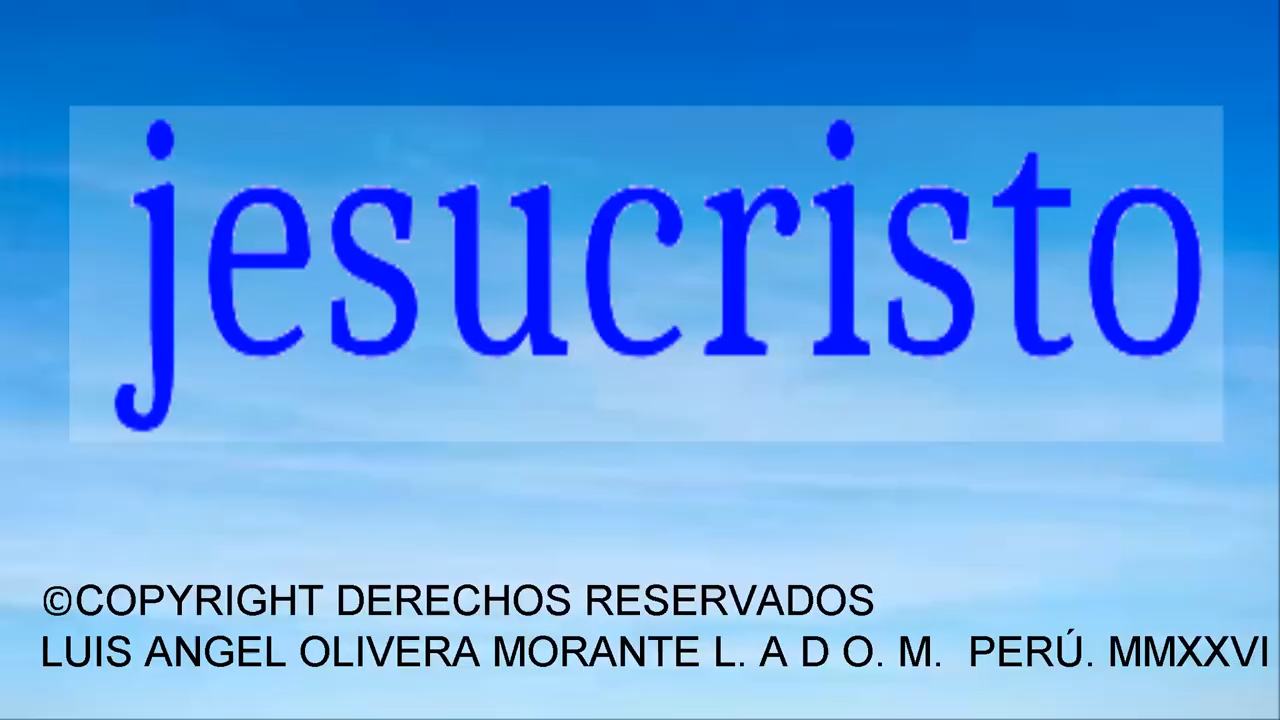 jesucristo
©COPYRIGHT DERECHOS RESERVADOS
LUIS ANGEL OLIVERA MORANTE L. A D O. M.  PERÚ. MMXXVI